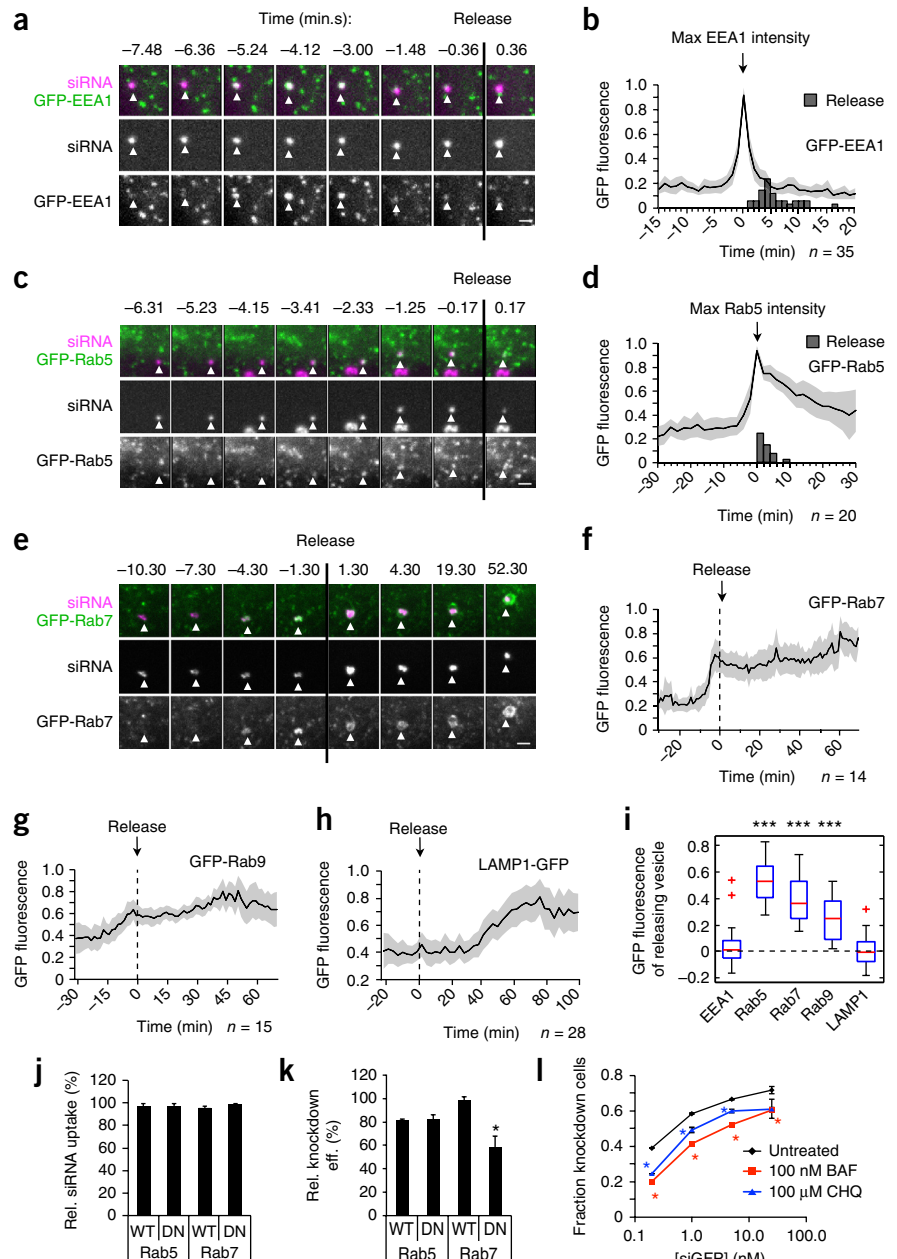 a
Time (min.s):
Release
–7.48 –6.36 –5.24 –4.12 –3.00 –1.48 –0.36 0.36
siRNA
GFP-EEA1
siRNA
GFP-EEA1
b
Max EEA1 intensity
Release
GFP-EEA1
GFP fluorescence
1.0
0.8
0.6
0.4
0.2
0
–15 –10 –5 0 5 10 15 20
Time (min) n = 35
c
Release
–6.31 –5.23 –4.15 –3.41 –2.33 –1.25 –0.17 0.17
siRNA
GFP-Rab5
siRNA
GFP-Rab5
d
Max Rab5 intensity
Release
GFP-Rab5
GFP fluorescence
1.0
0.8
0.6
0.4
0.2
0
–30 –20 –10 0 10 20 30
Time (min) n = 20
e
Release
–10.30 –7.30 –4.30 –1.30 1.30 4.30 19.30 52.30
siRNA
GFP-Rab7
siRNA
GFP-Rab7
f
Release
GFP-Rab7
GFP fluorescence
1.0
0.8
0.6
0.4
0.2
0
–20 0 20 40 60
Time (min) n = 14
g
Release
GFP-Rab9
GFP fluorescence
1.0
0.8
0.6
0.4
0.2
0
–30 –15 0 15 30 45 60
Time (min) n = 15
h
Release
LAMP1-GFP
GFP fluorescence
1.0
0.8
0.6
0.4
0.2
0
–20 0 20 40 60 80 100
Time (min) n = 28
i
*** *** ***
GFP fluorescence
of releasing vesicle
0.8
0.6
0.4
0.2
0
–0.2
EEA1 Rab5 Rab7 Rab9 LAMP1
j
Rel. siRNA uptake (%)
120
100
80
60
40
20
0
WT DN WT DN
Rab5 Rab7
k
Rel. knockdown
eff. (%)
120
100
80
60
40
20
0
*
WT DN WT DN
Rab5 Rab7
l
Fraction knockdown cells
0.8
0.6
0.4
0.2
0
* * *
* * * *
Untreated
100 nM BAF
100 µM CHQ
0.1 1.0 10.0 100.0
[siGFP] (nM)